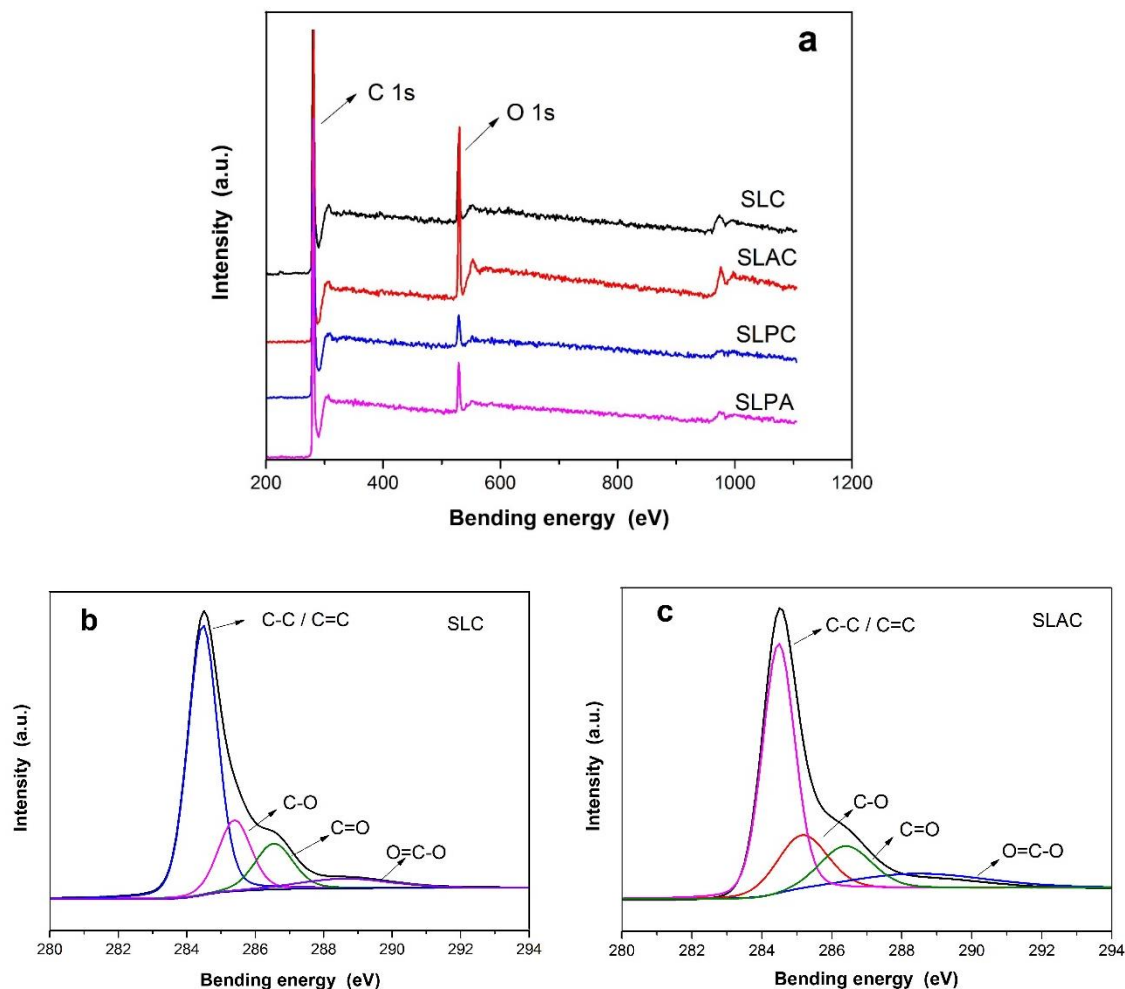 a
C 1s
O 1s
SLC
SLAC
SLPC
SLPA
Intensity (a.u.)
200 400 600 800 1000 1200
Bending energy (eV)
b
C-C / C=C
SLC
C-O
C=O
O=C-O
Intensity (a.u.)
280 282 284 286 288 290 292 294
Bending energy (eV)
c
C-C / C=C
SLAC
C-O
C=O
O=C-O
Intensity (a.u.)
280 282 284 286 288 290 292 294
Bending energy (eV)